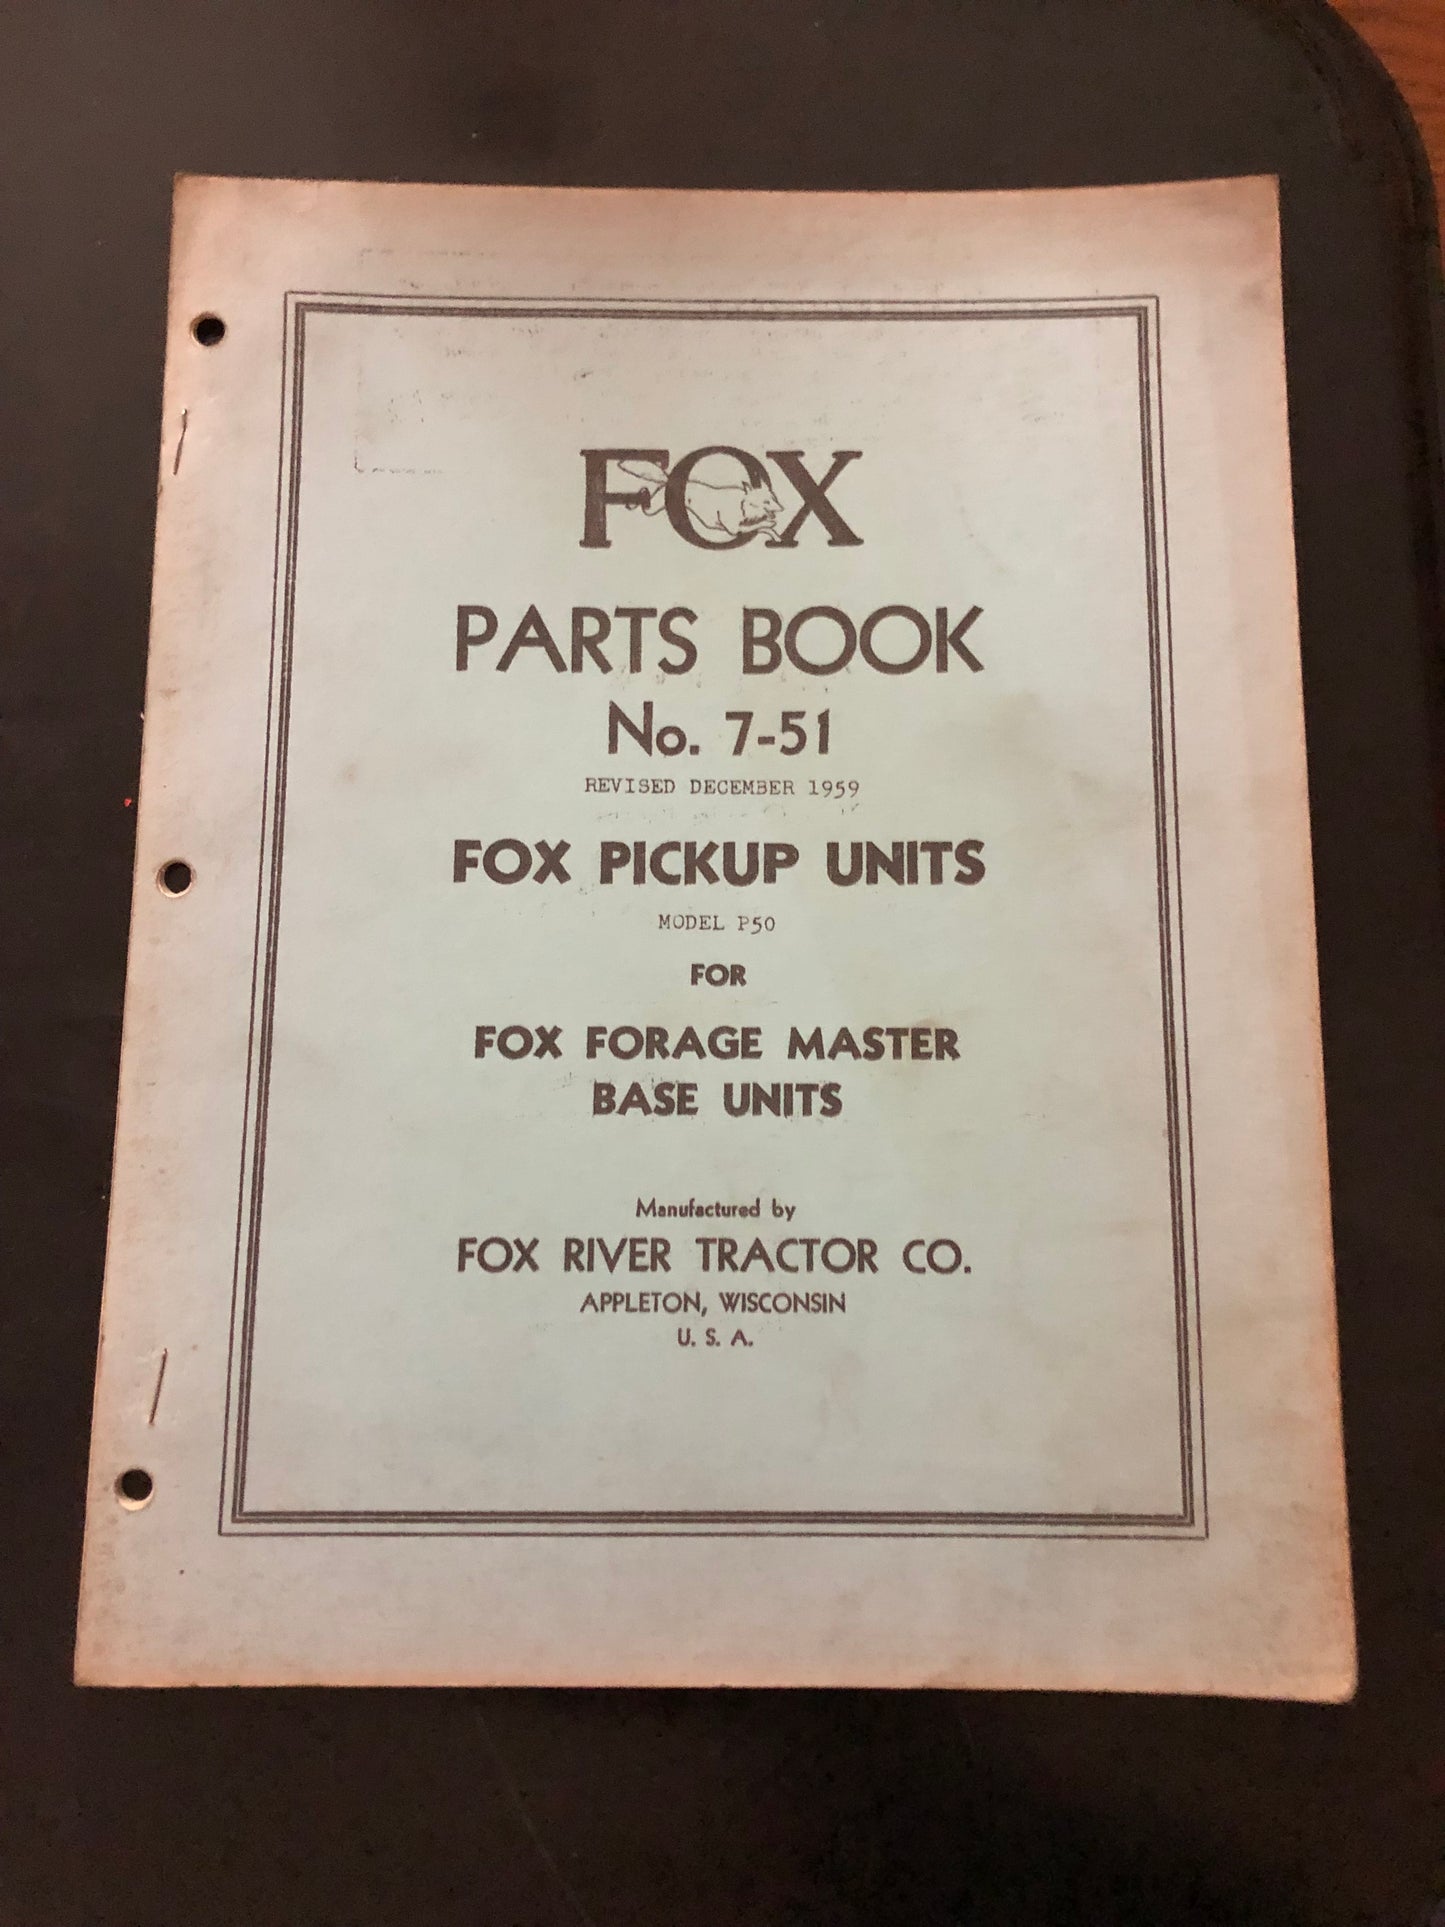 FOX
PARTS BOOK
No. 7-51
REVISED DECEMBER 1959
FOX PICKUP UNITS
MODEL P50
FOR
FOX FORAGE MASTER
BASE UNITS
Manufactured by
FOX RIVER TRACTOR CO.
APPLETON, WISCONSIN
U. S. A.